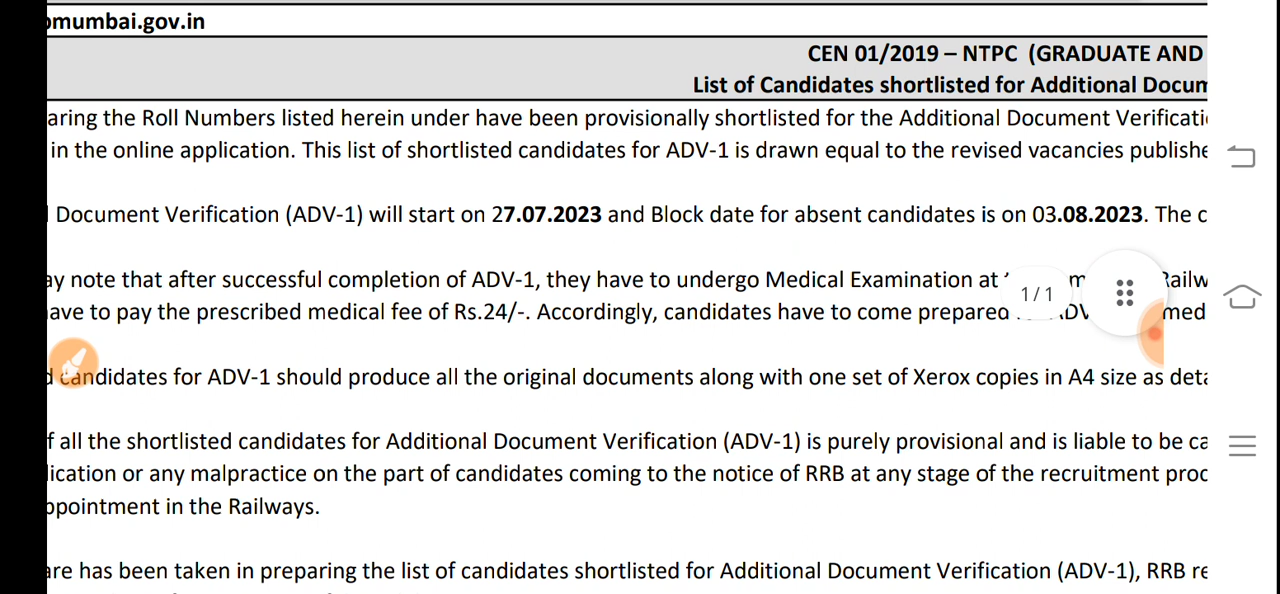 omumbai.gov.in
CEN 01/2019 – NTPC (GRADUATE AND
List of Candidates shortlisted for Additional Docum
aring the Roll Numbers listed herein under have been provisionally shortlisted for the Additional Document Verificati
in the online application. This list of shortlisted candidates for ADV-1 is drawn equal to the revised vacancies publishe
Document Verification (ADV-1) will start on 27.07.2023 and Block date for absent candidates is on 03.08.2023. The c
ay note that after successful completion of ADV-1, they have to undergo Medical Examination at ‘ m Railw
1/1
ave to pay the prescribed medical fee of Rs.24/-. Accordingly, candidates have to come prepared ADV med
d candidates for ADV-1 should produce all the original documents along with one set of Xerox copies in A4 size as deta
f all the shortlisted candidates for Additional Document Verification (ADV-1) is purely provisional and is liable to be ca
lication or any malpractice on the part of candidates coming to the notice of RRB at any stage of the recruitment proc
ppointment in the Railways.
are has been taken in preparing the list of candidates shortlisted for Additional Document Verification (ADV-1), RRB re